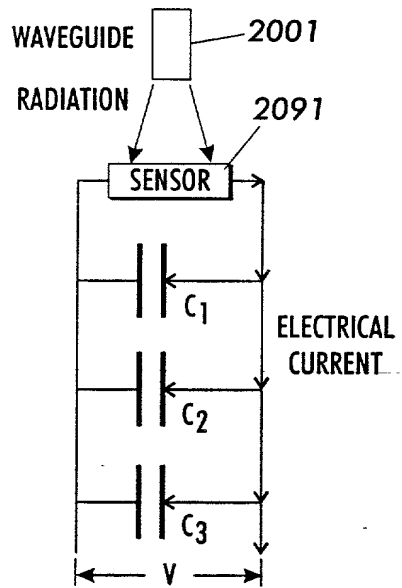 WAVEGUIDE
2001
RADIATION
2091
SENSOR
C1
ELECTRICAL
CURRENT
C2
C3
V